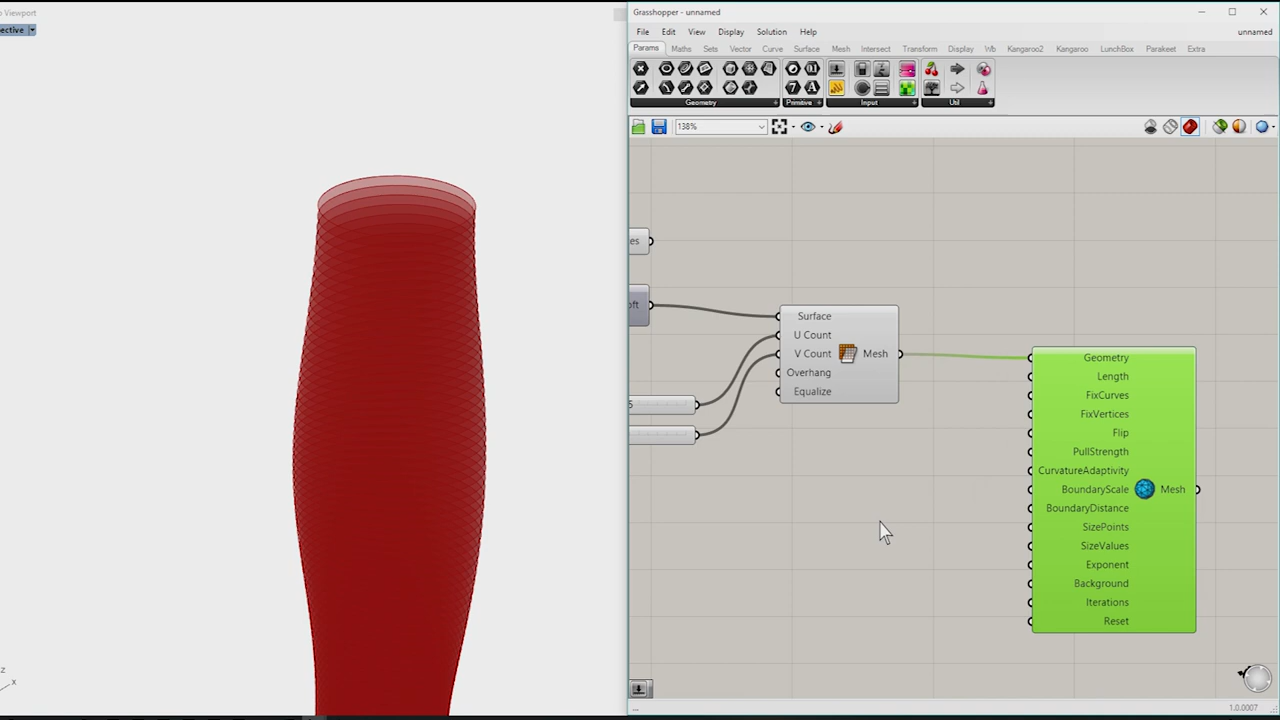 o Viewport
ective
z
x
Grasshopper - unnamed
File Edit View Display Solution Help
unnamed
Params Maths Sets Vector Curve Surface Mesh Intersect Transform Display Wb Kangaroo2 Kangaroo LunchBox Parakeet Extra
Geometry Primitive Input Util
138%
es
oft
5
Surface
U Count
V Count
Overhang
Equalize
Mesh
Geometry
Length
FixCurves
FixVertices
Flip
PullStrength
CurvatureAdaptivity
BoundaryScale
BoundaryDistance
SizePoints
SizeValues
Exponent
Background
Iterations
Reset
Mesh
...
1.0.0007